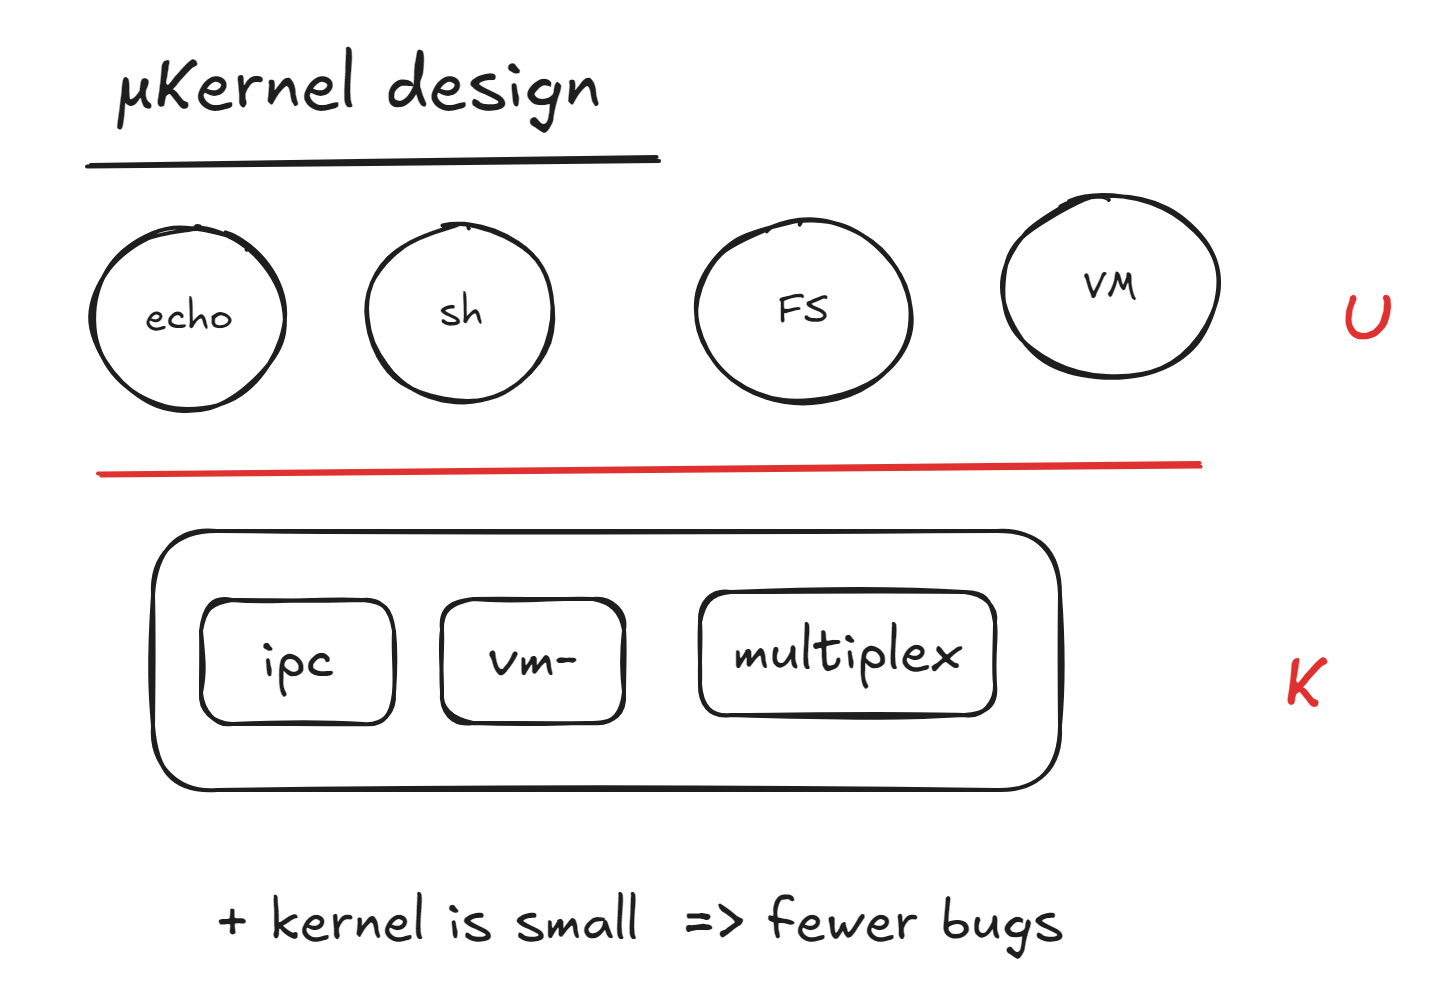 µKernel design
echo sh FS VM U
ipc vm- multiplex K
+ kernel is small => fewer bugs